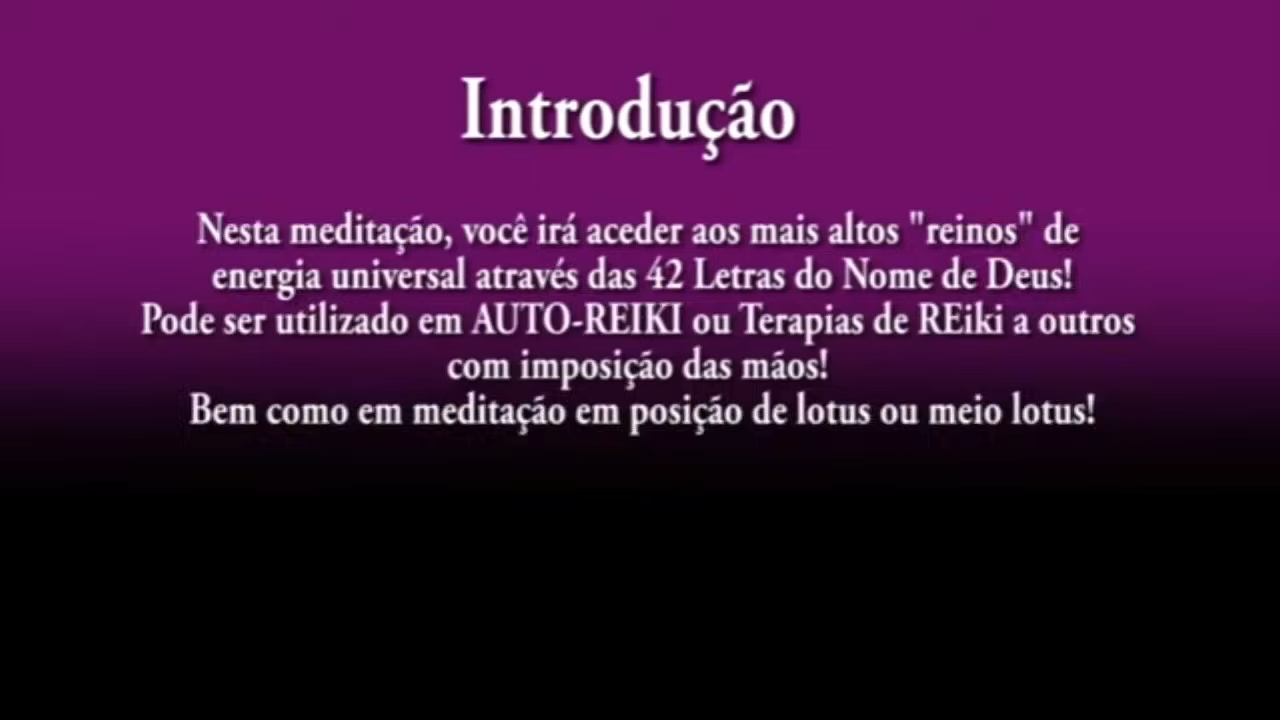 Introdução
Nesta meditação, você irá aceder aos mais altos "reinos" de
energia universal através das 42 Letras do Nome de Deus!
Pode ser utilizado em AUTO-REIKI ou Terapias de REiki a outros
com imposição das mãos!
Bem como em meditação em posição de lotus ou meio lotus!